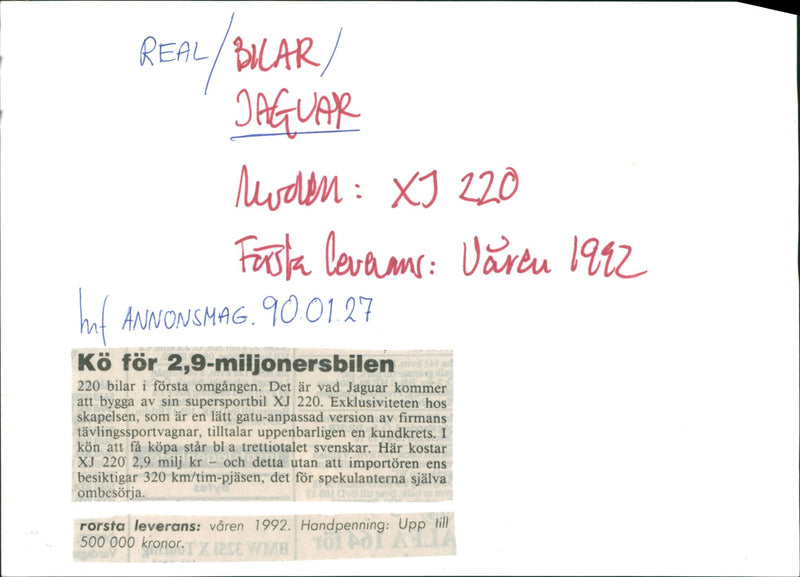 REAL/BILAR/
JAGUAR
Modell: XJ 220
Första leverans: Våren 1992
inf ANNONSMAG. 90.01.27
Kö för 2,9-miljonersbilen
220 bilar i första omgången. Det är vad Jaguar kommer
att bygga av sin supersportbil XJ 220. Exklusiviteten hos
skapelsen, som är en lätt gatu-anpassad version av firmans
tävlingssportvagnar, tilltalar uppenbarligen en kundkrets. I
kön att få köpa står bl a trettiotalet svenskar. Här kostar
XJ 220 2,9 milj kr – och detta utan att importören ens
besiktigar 320 km/tim-pjäsen, det för spekulanterna själva
ombesörja.
rorsta leverans: våren 1992. Handpenning: Upp till
500 000 kronor.